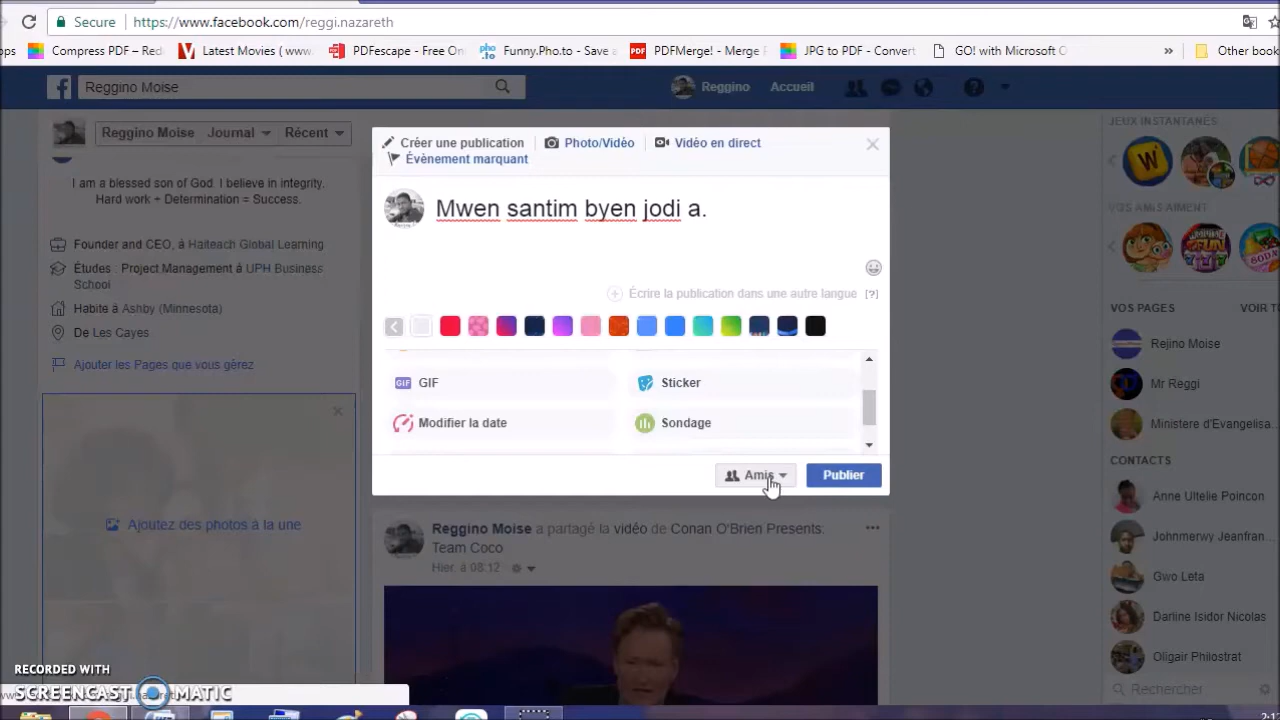 Secure https://www.facebook.com/reggi.nazareth
Compress PDF – Red
Latest Movies ( www.
PDFescape - Free On
Funny.Pho.to - Save a
PDFMerge! - Merge
JPG to PDF - Convert
GO! with Microsoft O
»
Other book
Reggino Moise
Reggino
Accueil
Reggino Moise
Journal
Récent
I am a blessed son of God. I believe in integrity.
Hard work + Determination = Success.
Founder and CEO, à Haiteach Global Learning
Études : Project Management à UPH Business
School
Habite à Ashby (Minnesota)
De Les Cayes
Ajouter les Pages que vous gérez
Ajoutez des photos à la une
Créer une publication
Photo/Vidéo
Vidéo en direct
Évènement marquant
Mwen santim byen jodi a.
Écrire la publication dans une autre langue [?]
GIF
Sticker
Modifier la date
Sondage
Amis
Publier
Reggino Moise a partagé la vidéo de Conan O'Brien Presents:
Team Coco
Hier, à 08:12
JEUX INSTANTANÉS
VOS AMIS AIMENT
VOS PAGES
VOIR T
Rejino Moise
Mr Reggi
Ministere d'Evangelisa...
CONTACTS
Anne Ultelie Poincon
Johnmerwy Jeanfran...
Gwo Leta
Darline Isidor Nicolas
Oligair Philostrat
Rechercher
RECORDED WITH
SCREENCAST-O-MATIC